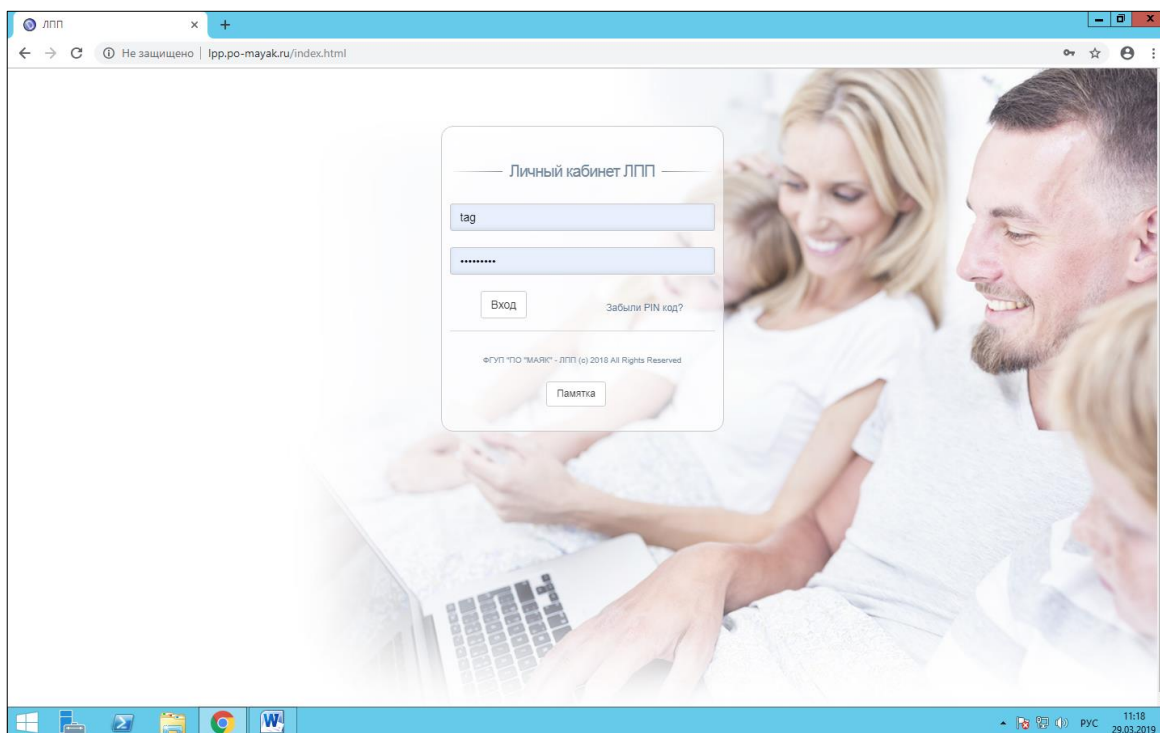 ЛПП
Не защищено | lpp.po-mayak.ru/index.html
Личный кабинет ЛПП
tag
•••••••••
Вход
Забыли PIN код?
ФГУП "ПО "МАЯК" - ЛПП (c) 2018 All Rights Reserved
Памятка
РУС
11:18
29.03.2019